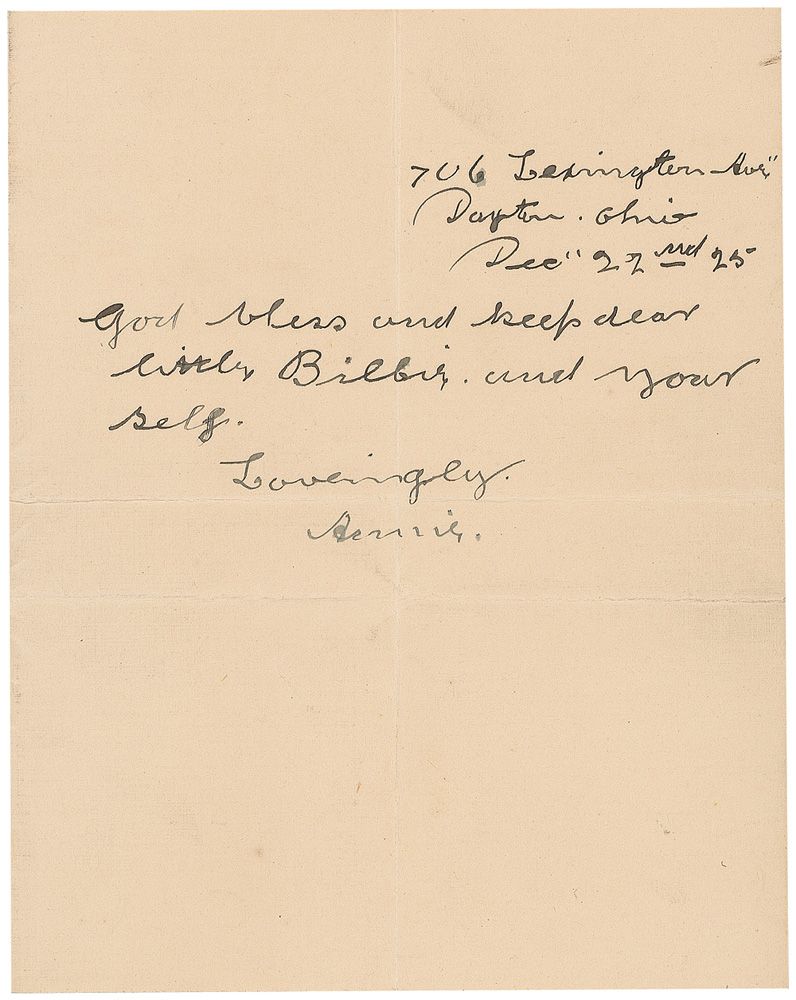 706 Lexington Ave"
Dayton. Ohio
Dec" 22nd 25
God bless and keep dear
little Billie. and your
self.
Loveingly.
Annie.